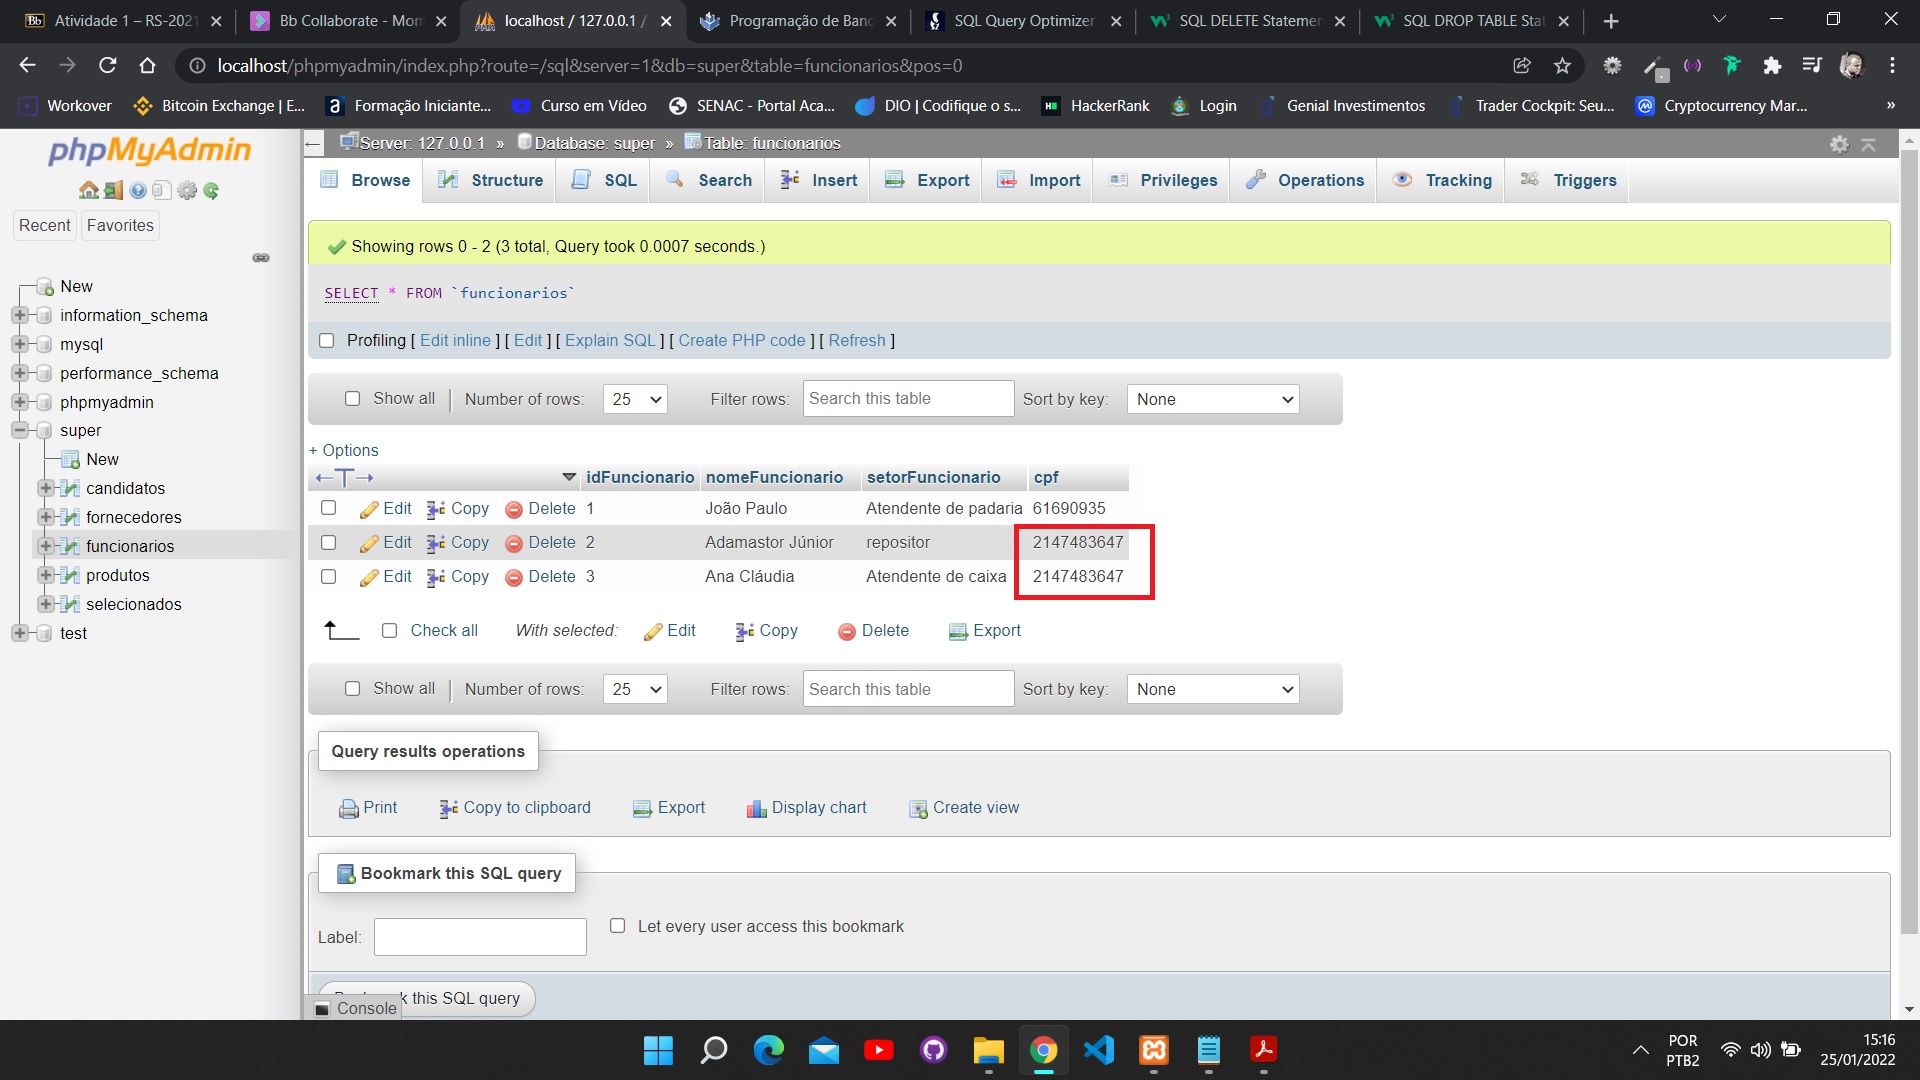 Atividade 1 – RS-2021
Bb Collaborate - Mom
localhost / 127.0.0.1 /
Programação de Banc
SQL Query Optimizer
SQL DELETE Statemen
SQL DROP TABLE Stat
localhost/phpmyadmin/index.php?route=/sql&server=1&db=super&table=funcionarios&pos=0
Workover
Bitcoin Exchange | E...
Formação Iniciante...
Curso em Vídeo
SENAC - Portal Aca...
DIO | Codifique o s...
HackerRank
Login
Genial Investimentos
Trader Cockpit: Seu...
Cryptocurrency Mar...
»
phpMyAdmin
Recent Favorites
New
information_schema
mysql
performance_schema
phpmyadmin
super
New
candidatos
fornecedores
funcionarios
produtos
selecionados
test
Server: 127.0.0.1 » Database: super » Table: funcionarios
Browse Structure SQL Search Insert Export Import Privileges Operations Tracking Triggers
Showing rows 0 - 2 (3 total, Query took 0.0007 seconds.)
SELECT * FROM `funcionarios`
Profiling [ Edit inline ] [ Edit ] [ Explain SQL ] [ Create PHP code ] [ Refresh ]
Show all Number of rows: 25 Filter rows: Search this table Sort by key: None
+ Options
idFuncionario nomeFuncionario setorFuncionario cpf
Edit Copy Delete 1 João Paulo Atendente de padaria 61690935
Edit Copy Delete 2 Adamastor Júnior repositor 2147483647
Edit Copy Delete 3 Ana Cláudia Atendente de caixa 2147483647
Check all With selected: Edit Copy Delete Export
Show all Number of rows: 25 Filter rows: Search this table Sort by key: None
Query results operations
Print Copy to clipboard Export Display chart Create view
Bookmark this SQL query
Label: Let every user access this bookmark
k this SQL query
Console
POR
PTB2
15:16
25/01/2022